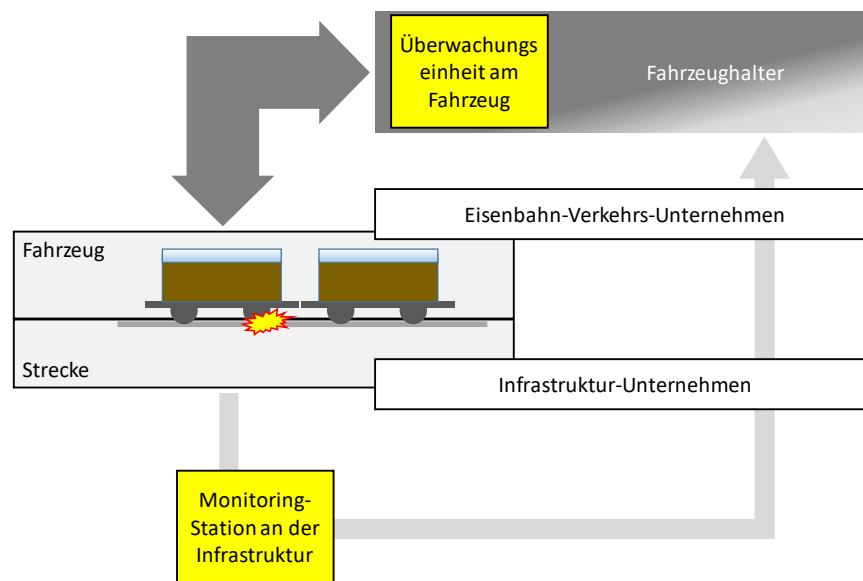 Überwachungs
einheit am
Fahrzeug
Fahrzeughalter
Eisenbahn-Verkehrs-Unternehmen
Fahrzeug
Strecke
Infrastruktur-Unternehmen
Monitoring-
Station an der
Infrastruktur